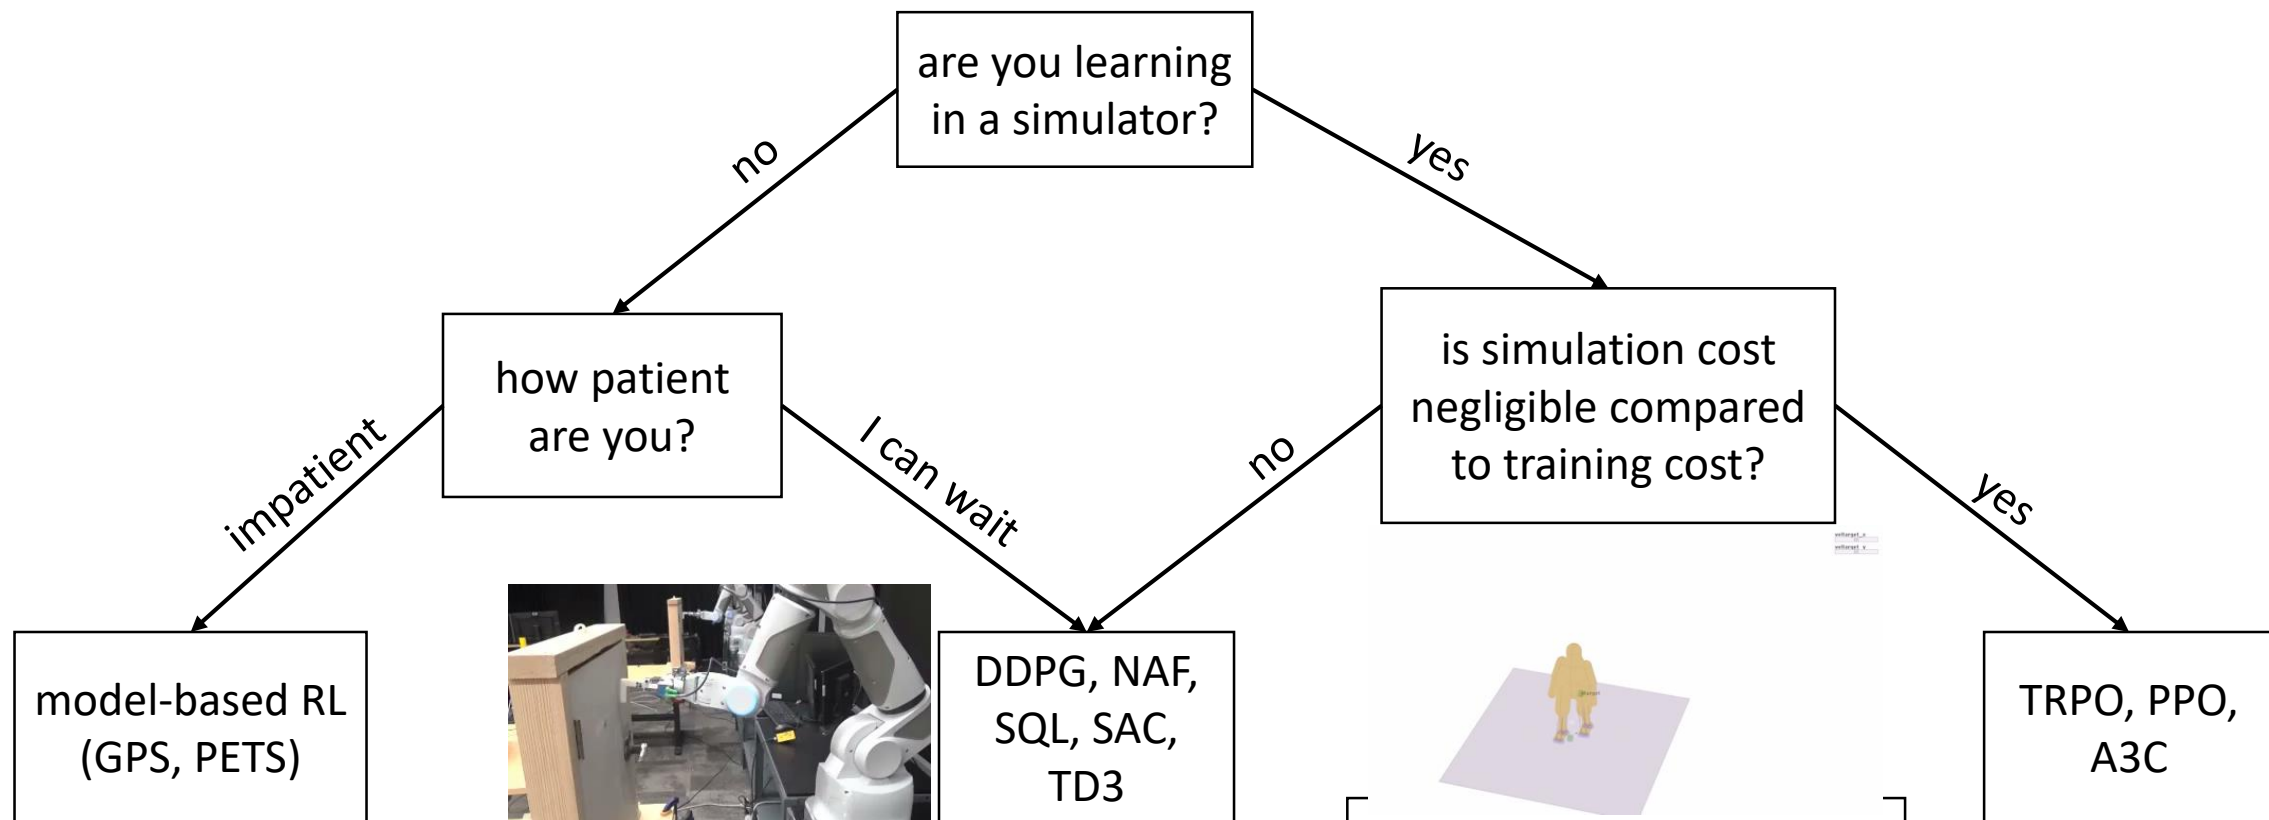 are you learning
in a simulator?
no
yes
how patient
are you?
is simulation cost
negligible compared
to training cost?
impatient
I can wait
no
yes
model-based RL
(GPS, PETS)
DDPG, NAF,
SQL, SAC,
TD3
TRPO, PPO,
A3C